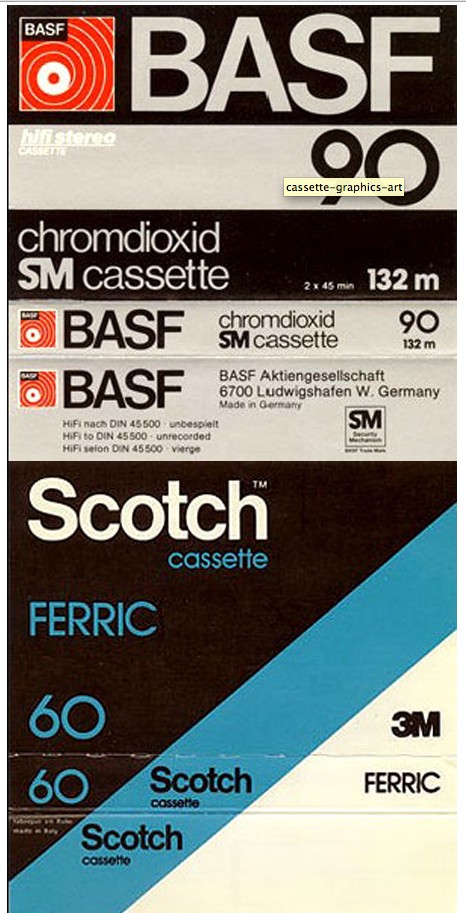 BASF
BASF
hifi stereo
CASSETTE
90
cassette-graphics-art
chromdioxid
SM cassette
2 x 45 min 132 m
BASF
BASF
chromdioxid
SM cassette
90
132 m
BASF
BASF
BASF Aktiengesellschaft
6700 Ludwigshafen W. Germany
Made in Germany
HiFi nach DIN 45500 · unbespielt
HiFi to DIN 45500 · unrecorded
HiFi selon DIN 45500 · vierge
SM
Security
Mechanism
BASF Trade Mark
Scotch™
cassette
FERRIC
60
3M
60
Scotch
cassette
FERRIC
made in Italy
Scotch
cassette